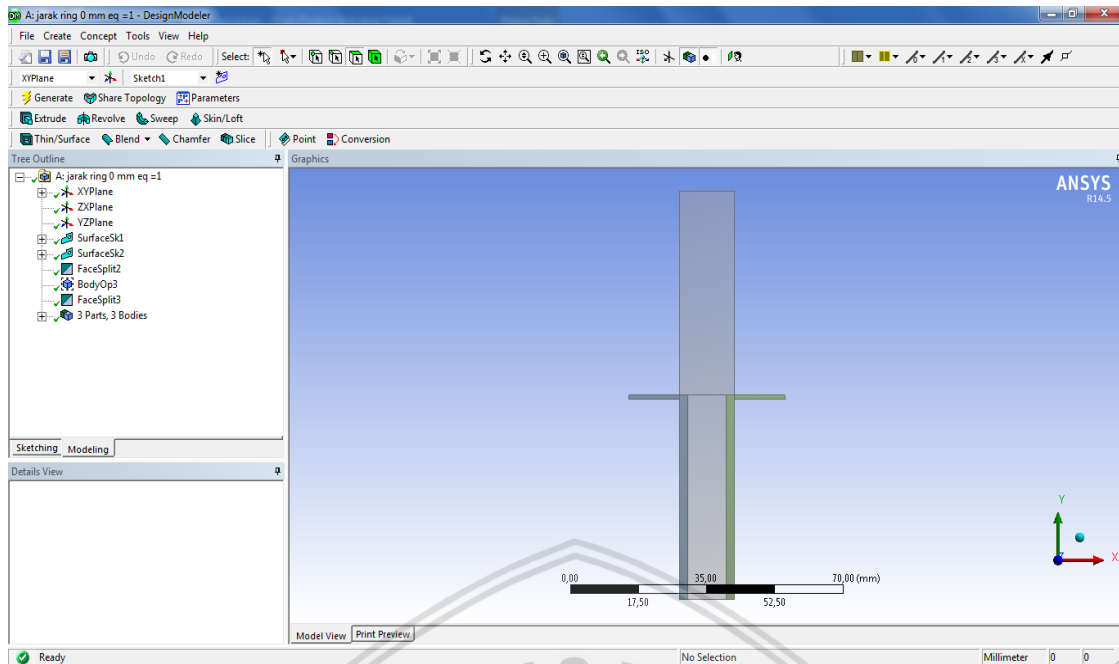 A: jarak ring 0 mm eq =1 - DesignModeler
File Create Concept Tools View Help
Undo Redo Select:
XYPlane Sketch1
Generate Share Topology Parameters
Extrude Revolve Sweep Skin/Loft
Thin/Surface Blend Chamfer Slice Point Conversion
Tree Outline
A: jarak ring 0 mm eq =1
XYPlane
ZXPlane
YZPlane
SurfaceSk1
SurfaceSk2
FaceSplit2
BodyOp3
FaceSplit3
3 Parts, 3 Bodies
Sketching Modeling
Details View
Graphics
ANSYS
R14.5
Y
X
0,00 35,00 70,00 (mm)
17,50 52,50
Model View Print Preview
Ready No Selection Millimeter 0 0